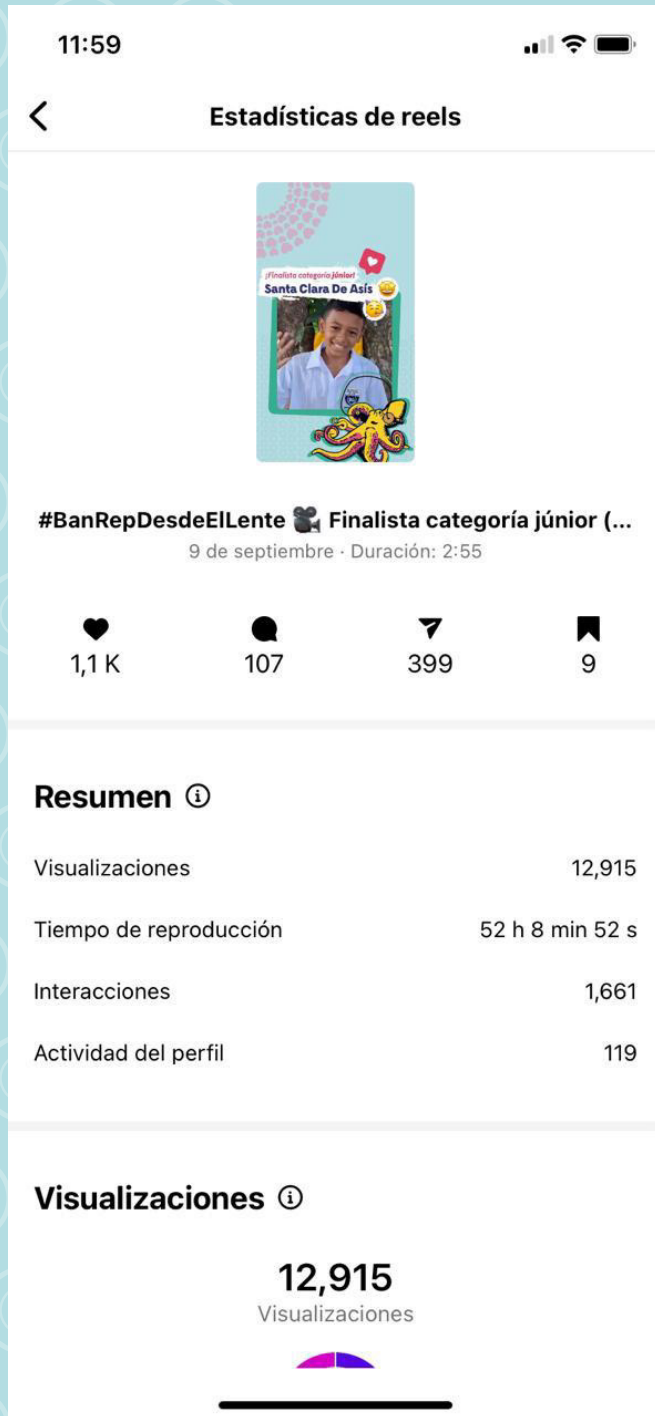 11:59
Estadísticas de reels
¡Finalista categoría júnior!
Santa Clara De Asís
#BanRepDesdeElLente 🎥 Finalista categoría júnior (...
9 de septiembre · Duración: 2:55
1,1 K 107 399 9
Resumen
Visualizaciones 12,915
Tiempo de reproducción 52 h 8 min 52 s
Interacciones 1,661
Actividad del perfil 119
Visualizaciones
12,915
Visualizaciones